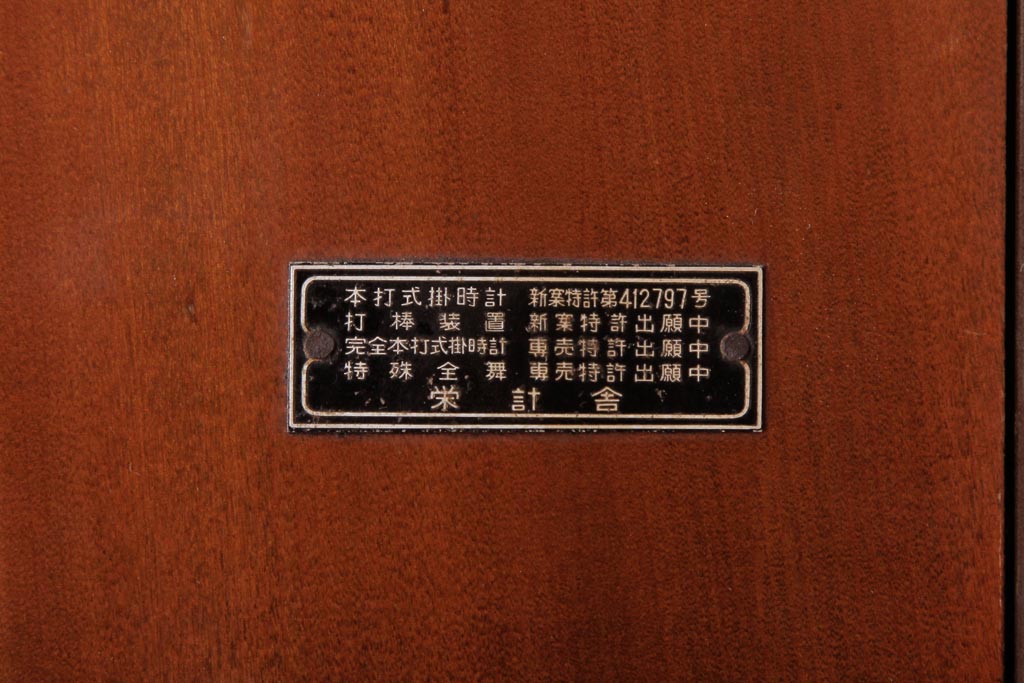 本打式掛時計 新案特許第412797号
打棒装置 新案特許出願中
完全本打式掛時計 専売特許出願中
特殊全舞 専売特許出願中
栄計舎